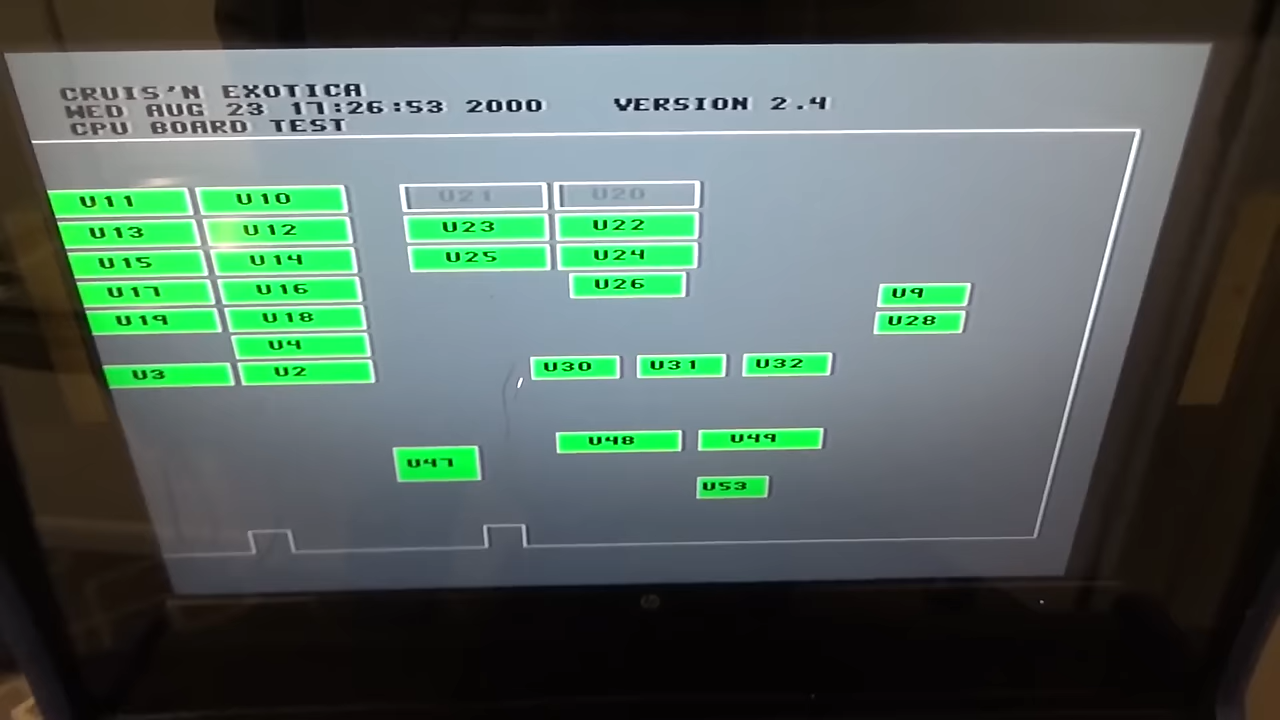 CRUIS'N EXOTICA
WED AUG 23 17:26:53 2000 VERSION 2.4
CPU BOARD TEST
U11 U10 U21 U20
U13 U12 U23 U22
U15 U14 U25 U24
U17 U16 U26 U9
U19 U18 U28
U4
U3 U2 U30 U31 U32
U48 U49
U47
U53
hp